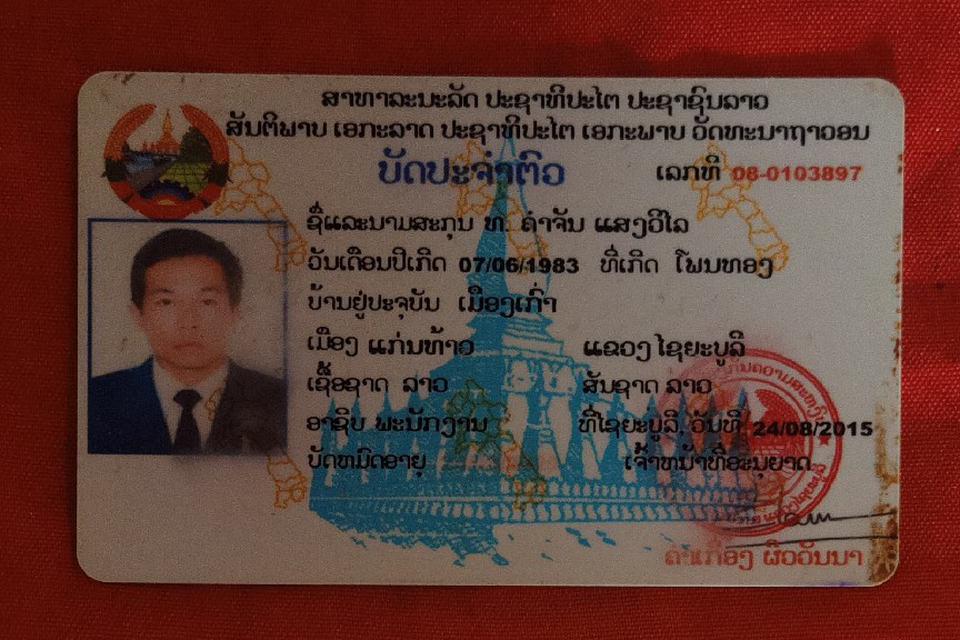 ສາທາລະນະລັດ ປະຊາທິປະໄຕ ປະຊາຊົນລາວ
ສັນຕິພາບ ເອກະລາດ ປະຊາທິປະໄຕ ເອກະພາບ ວັດທະນາຖາວອນ
ບັດປະຈຳຕົວ ເລກທີ 08-0103897
ຊື່ແລະນາມສະກຸນ ທ. ຄຳຈັນ ແສງວິໄລ
ວັນເດືອນປີເກີດ 07/06/1983 ທີ່ເກີດ ໂພນທອງ
ບ້ານຢູ່ປະຈຸບັນ ເມືອງເກົ່າ
ເມືອງ ແກ່ນທ້າວ ແຂວງໄຊຍະບູລີ
ເຊື້ອຊາດ ລາວ ສັນຊາດ ລາວ
ອາຊິບ ພະນັກງານ ທີ່ໄຊຍະບູລີ, ວັນທີ 24/08/2015
ບັດຫມົດອາຍຸ ເຈົ້າຫນ້າທີ່ອະນຸຍາດ
ຄຳເກື່ອງ ຜິວວັນນາ